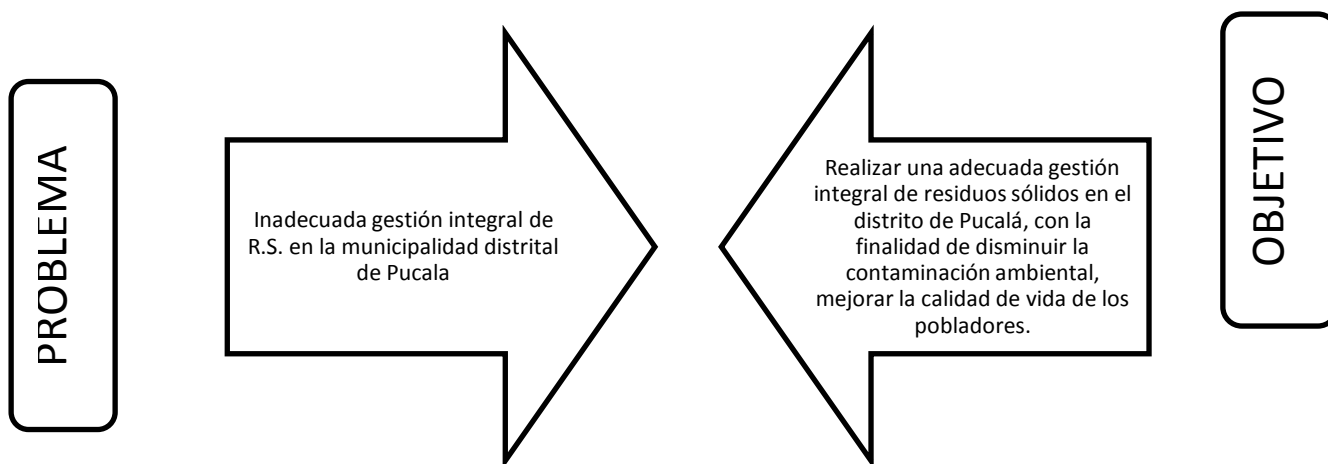 PROBLEMA
Inadecuada gestión integral de
R.S. en la municipalidad distrital
de Pucala
Realizar una adecuada gestión
integral de residuos sólidos en el
distrito de Pucalá, con la
finalidad de disminuir la
contaminación ambiental,
mejorar la calidad de vida de los
pobladores.
OBJETIVO